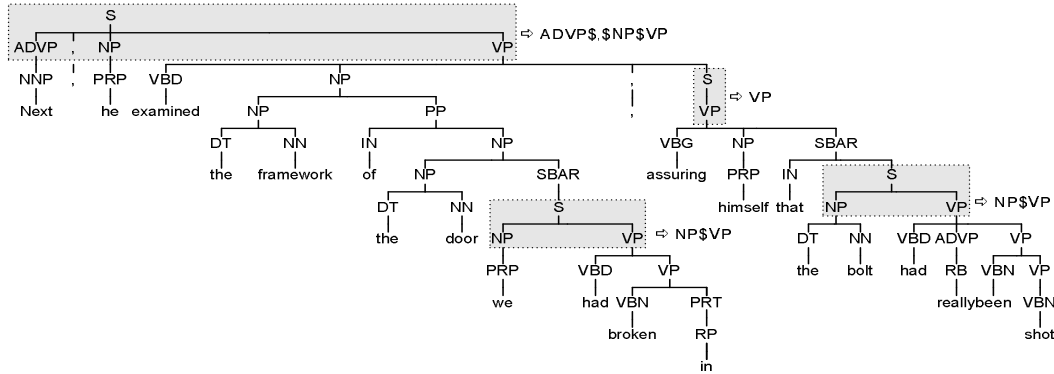 S
⇨ ADVP$,$NP$VP
ADVP , NP VP
NNP , PRP VBD NP , S
Next he examined , VP ⇨ VP
NP PP
DT NN IN NP VBG NP SBAR
the framework of NP SBAR assuring PRP IN S
DT NN S himself that NP VP ⇨ NP$VP
the door NP VP ⇨ NP$VP DT NN VBD ADVP VP
PRP VBD VP the bolt had RB VBN VP
we had VBN PRT really been VBN
broken RP shot
in